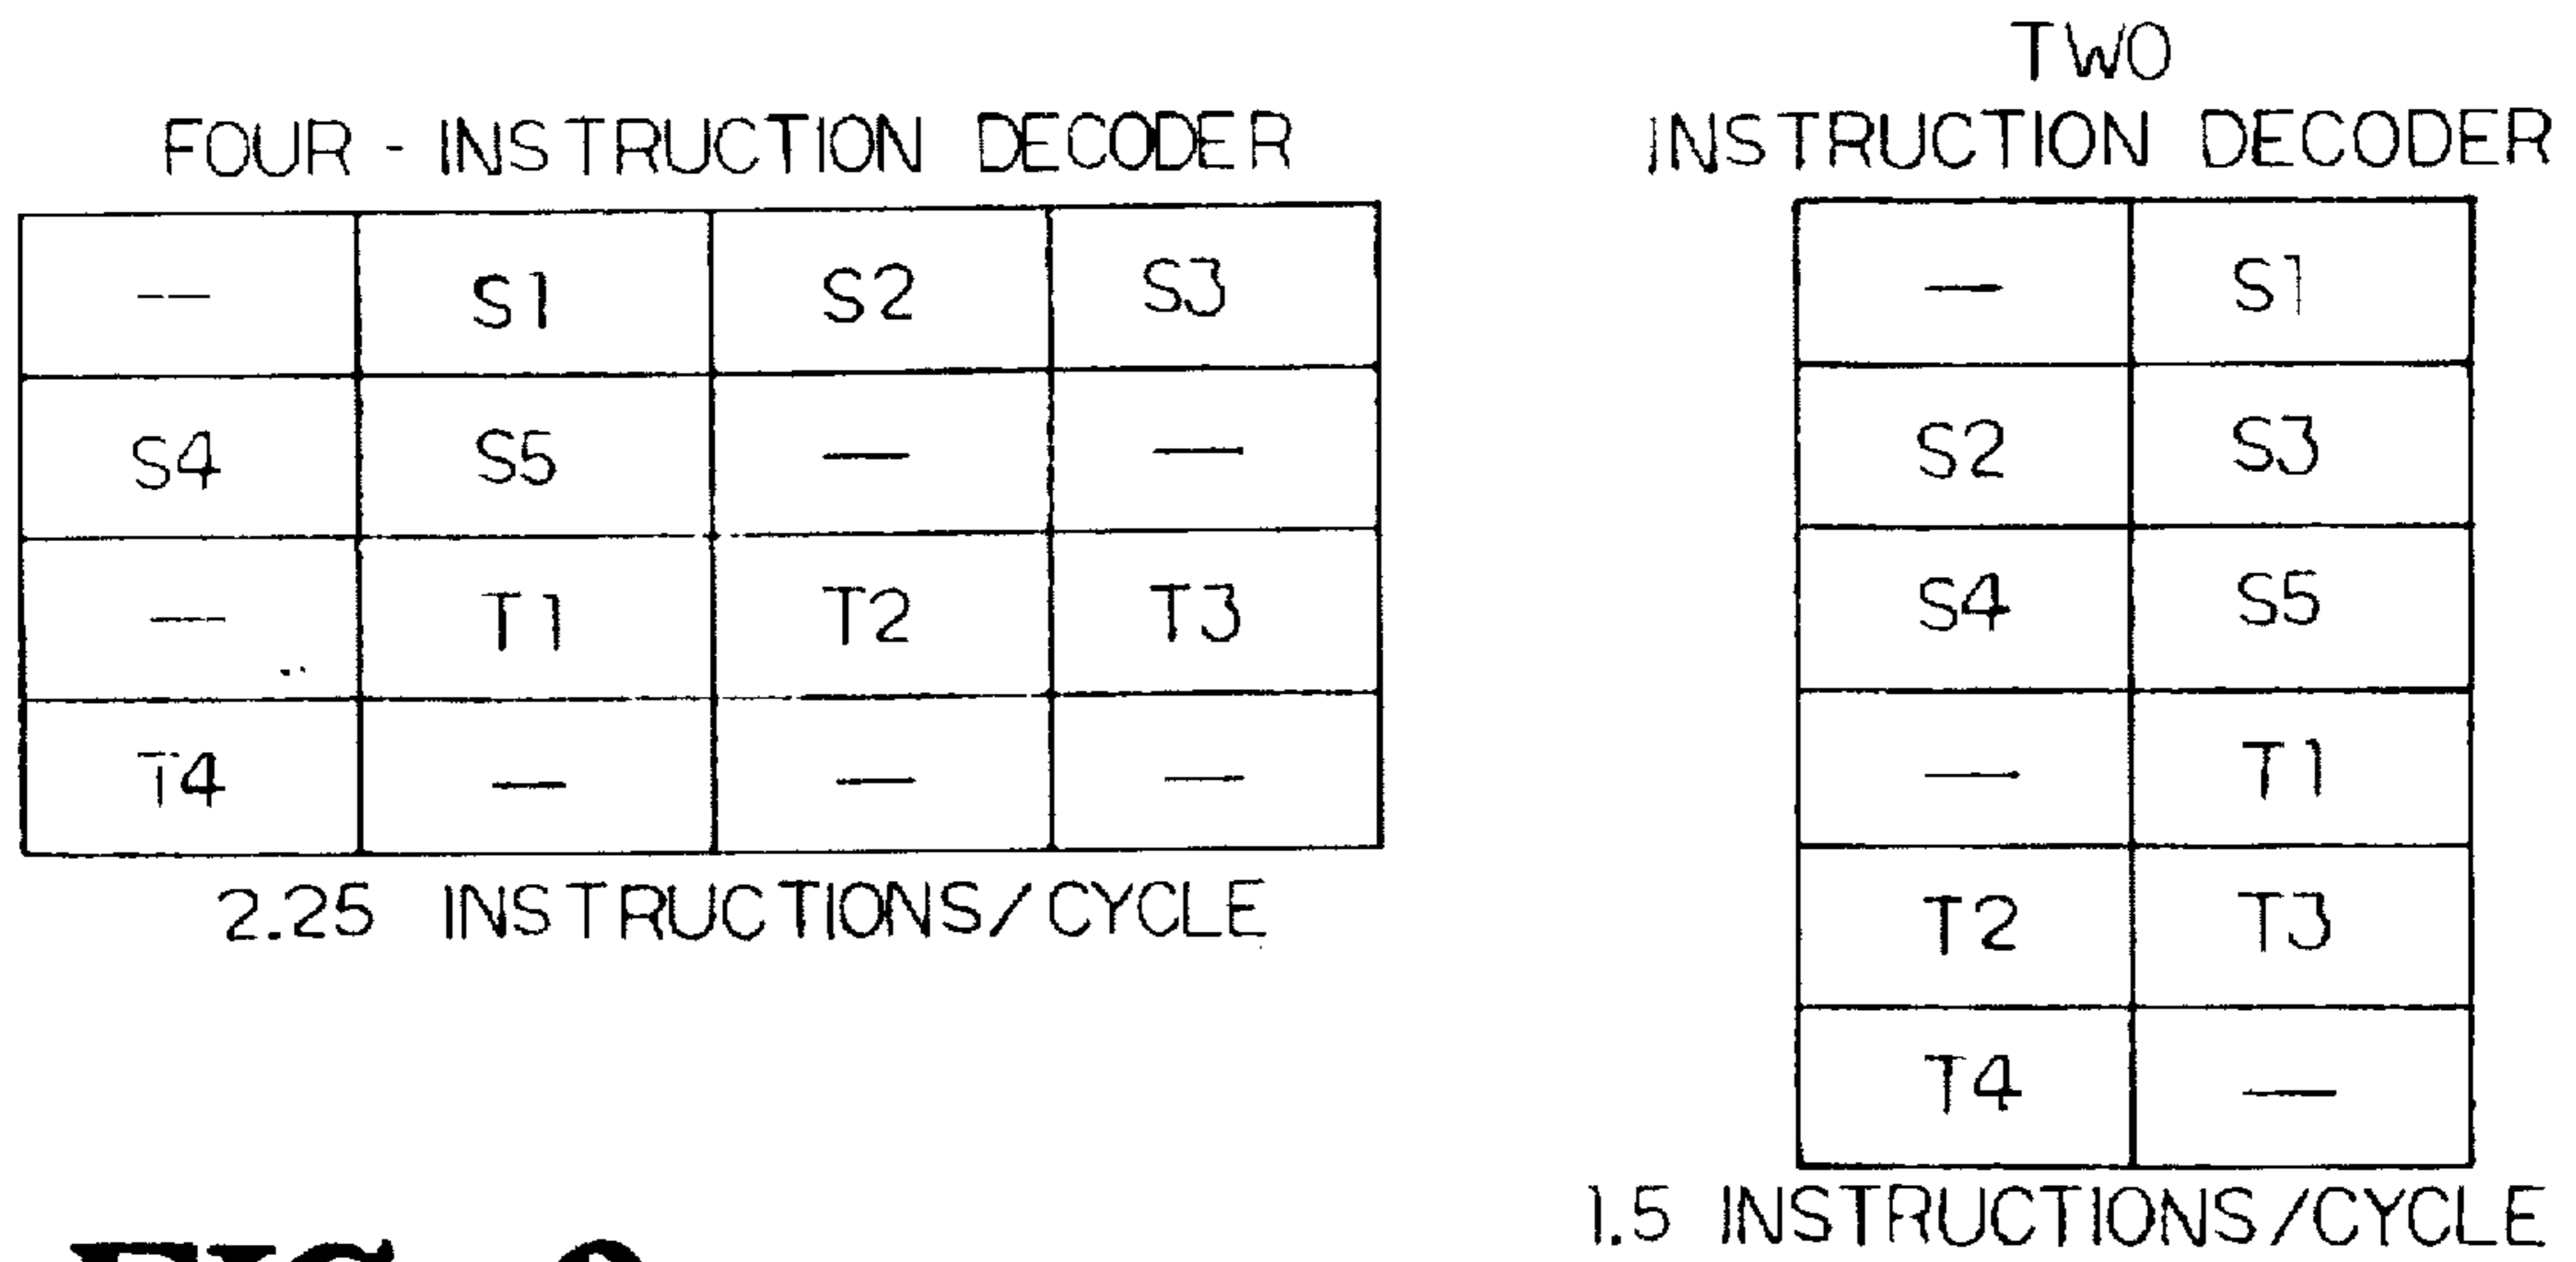 FOUR - INSTRUCTION DECODER
-- S1 S2 S3
S4 S5 — —
-- T1 T2 T3
T4 — — —
2.25 INSTRUCTIONS/CYCLE
TWO
INSTRUCTION DECODER
— S1
S2 S3
S4 S5
— T1
T2 T3
T4 —
1.5 INSTRUCTIONS/CYCLE